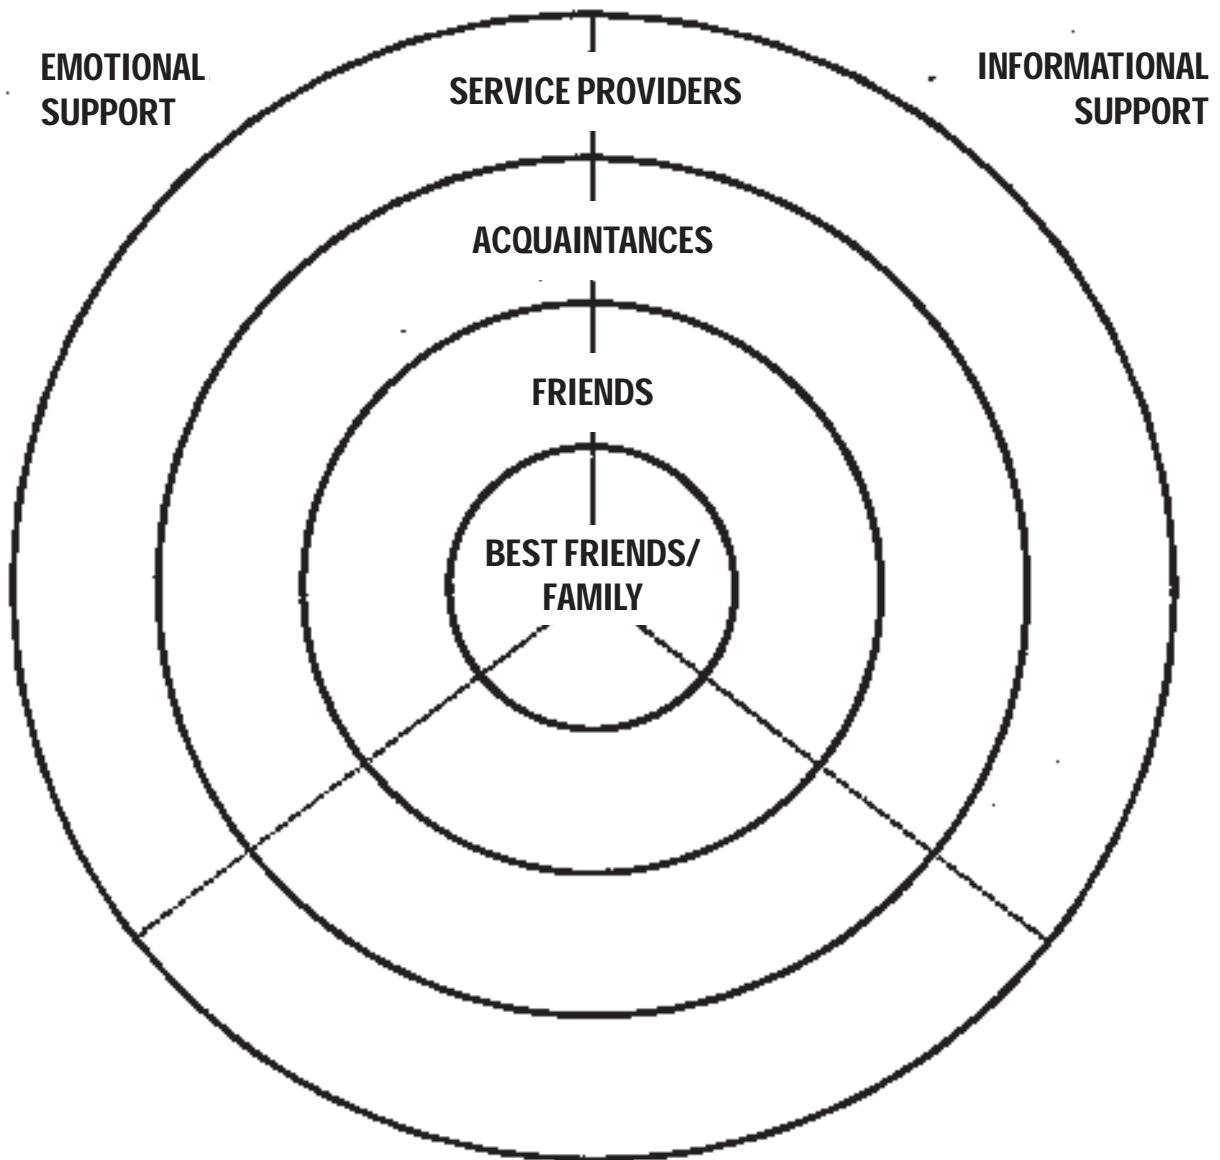 EMOTIONAL
SUPPORT
INFORMATIONAL
SUPPORT
SERVICE PROVIDERS
ACQUAINTANCES
FRIENDS
BEST FRIENDS/
FAMILY